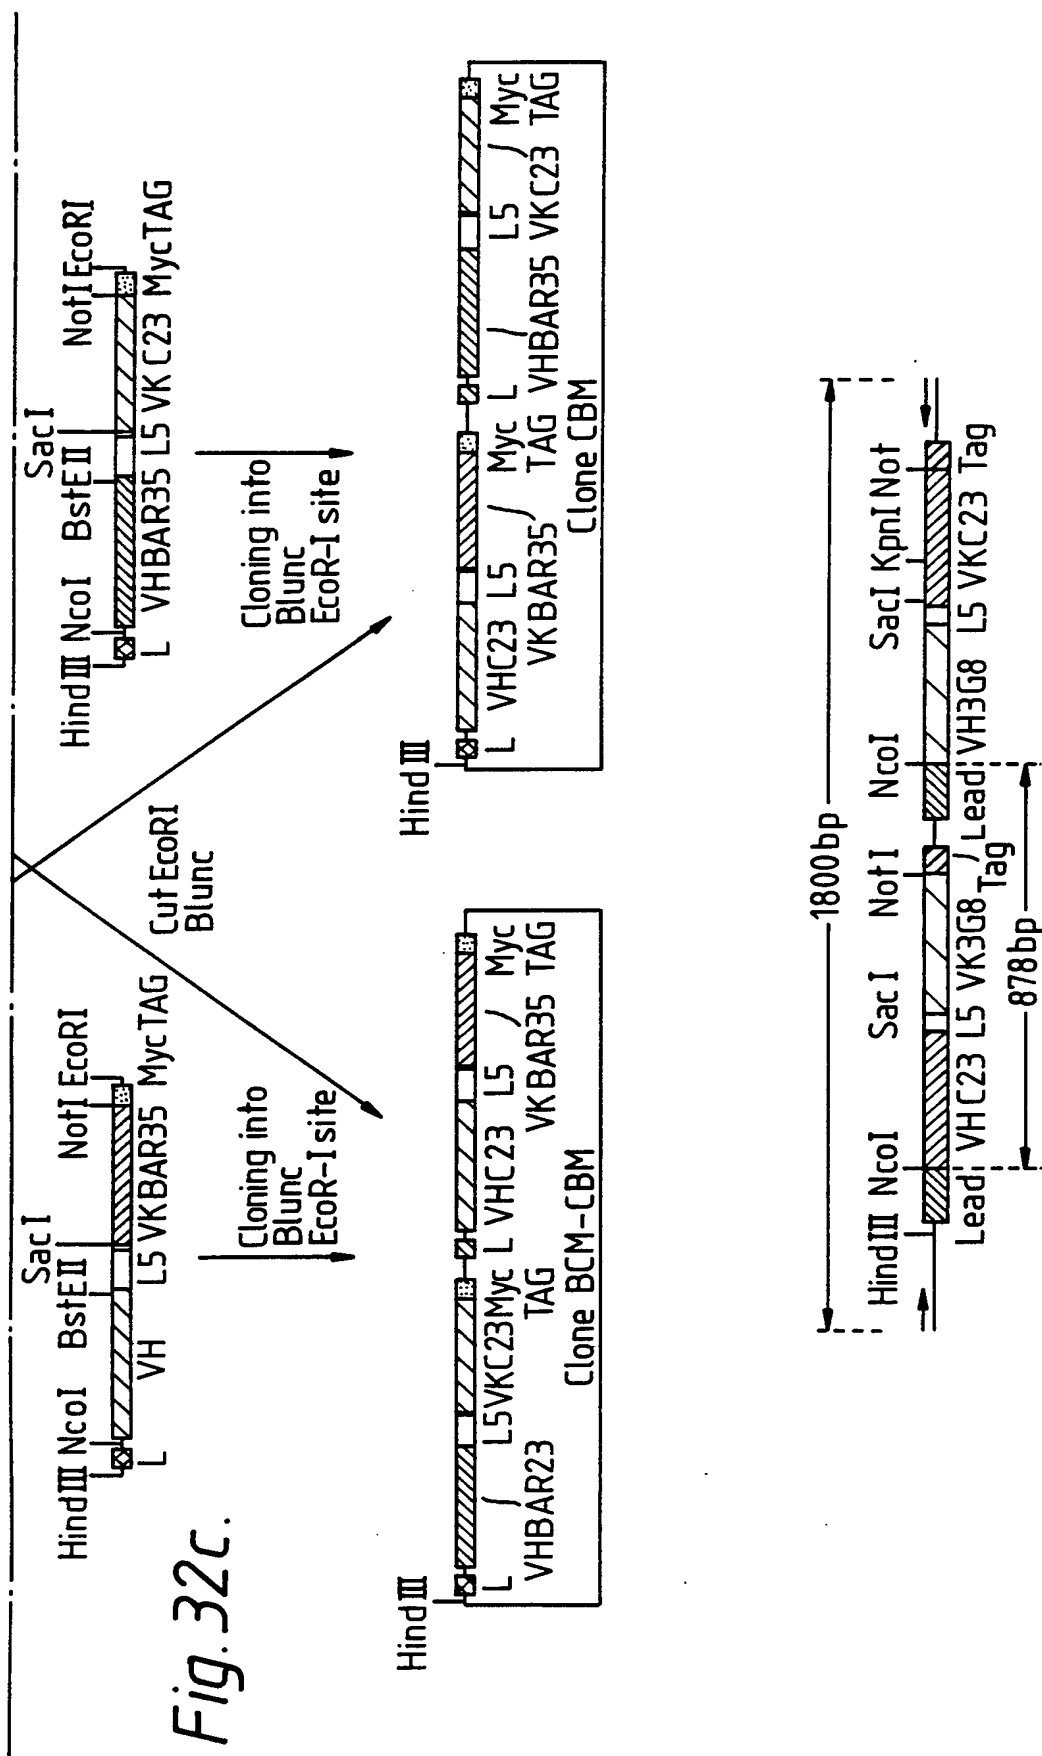 HindIII NcoI BstEII SacI NotI EcoRI
L VH L5 VKBAR35 MycTAG
HindIII NcoI BstEII SacI NotI EcoRI
L VHBAR35 L5 VKC23 MycTAG
Cloning into
Blunc
EcoR-I site
Cut EcoRI
Blunc
Cloning into
Blunc
EcoR-I site
Fig.32c.
HindIII
L L5VKC23Myc L VHC23 L5 Myc
VHBAR23 TAG VKBAR35 TAG
Clone BCM-CBM
HindIII
L VHC23 L5 Myc L L5 Myc
VKBAR35 TAG VHBAR35 VKC23 TAG
Clone CBM
1800bp
HindIII NcoI SacI NotI NcoI SacI KpnI Not
Lead VHC23 L5 VK3G8 Lead VH3G8 L5 VKC23 Tag
Tag
878bp